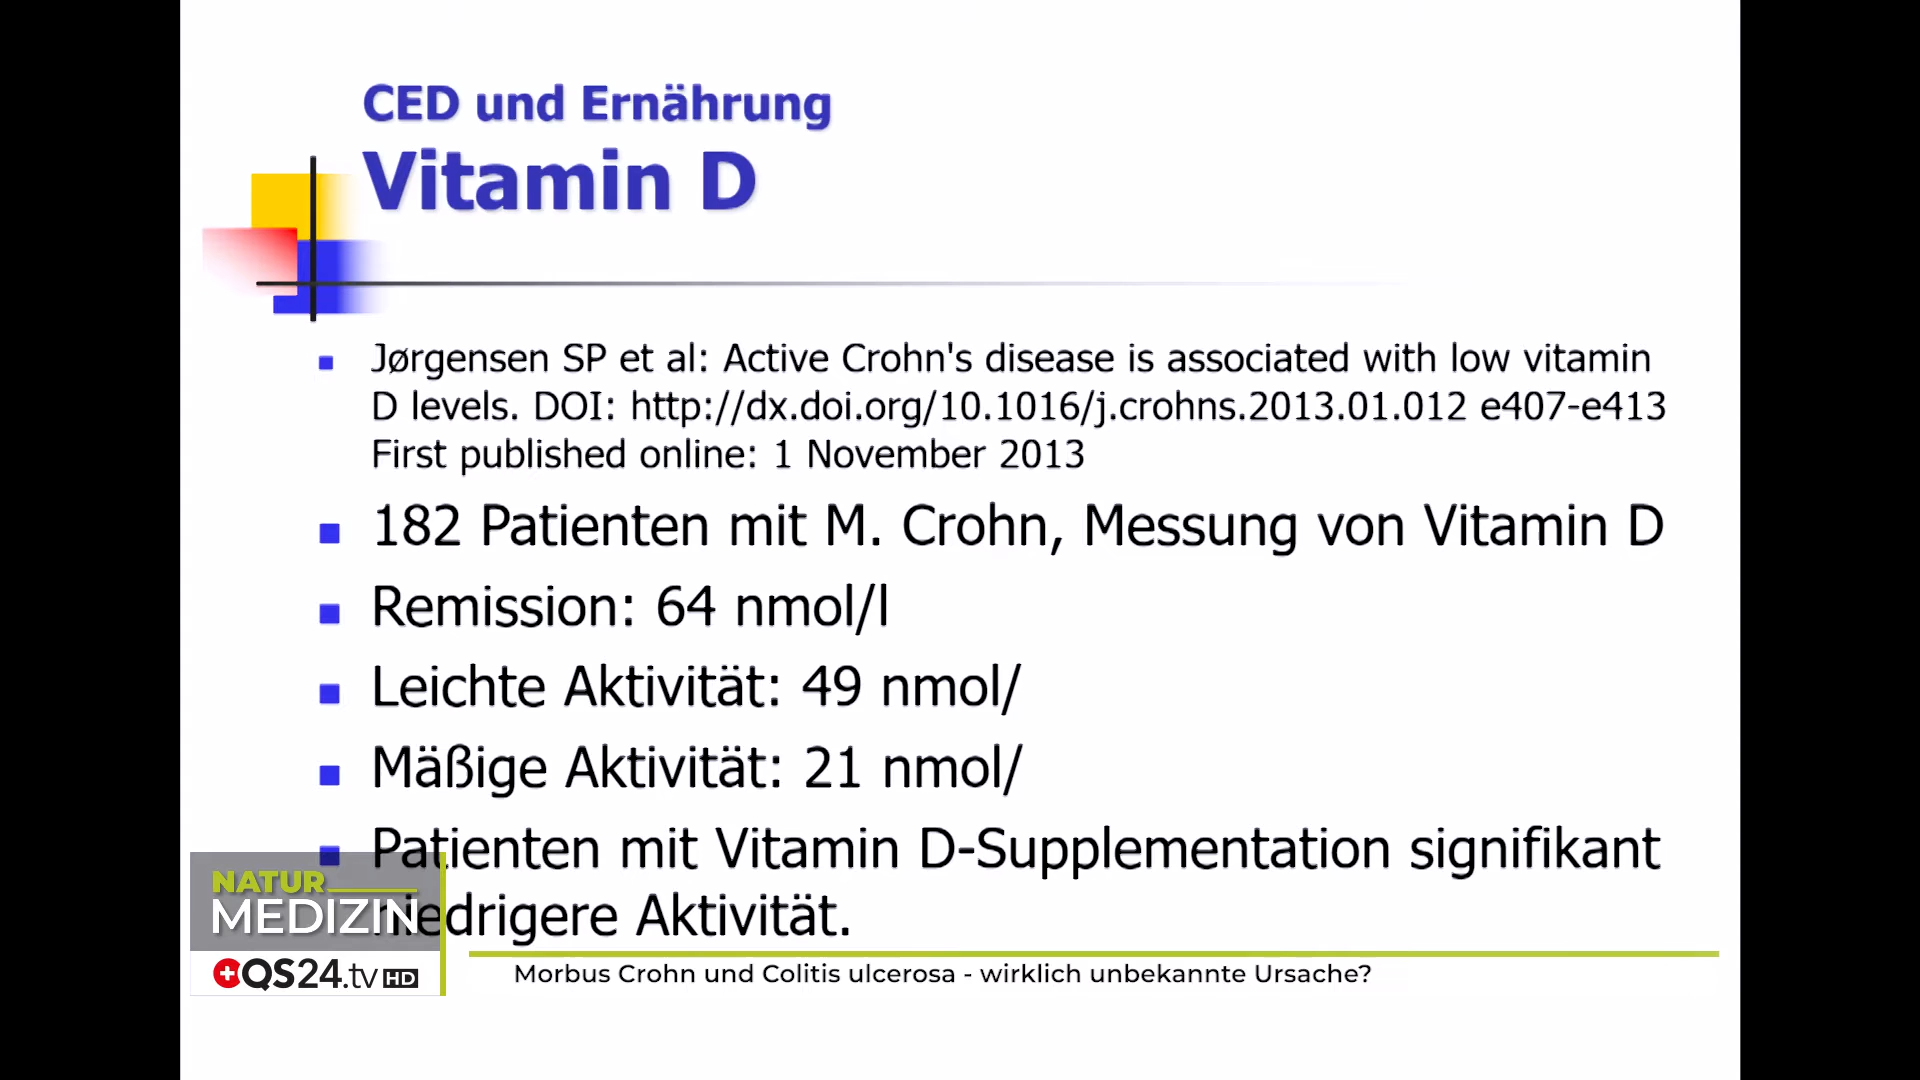 CED und Ernährung
Vitamin D
Jørgensen SP et al: Active Crohn's disease is associated with low vitamin
D levels. DOI: http://dx.doi.org/10.1016/j.crohns.2013.01.012 e407-e413
First published online: 1 November 2013
182 Patienten mit M. Crohn, Messung von Vitamin D
Remission: 64 nmol/l
Leichte Aktivität: 49 nmol/
Mäßige Aktivität: 21 nmol/
Patienten mit Vitamin D-Supplementation signifikant
niedrigere Aktivität.
NATUR
MEDIZIN
QS24.tv HD
Morbus Crohn und Colitis ulcerosa - wirklich unbekannte Ursache?